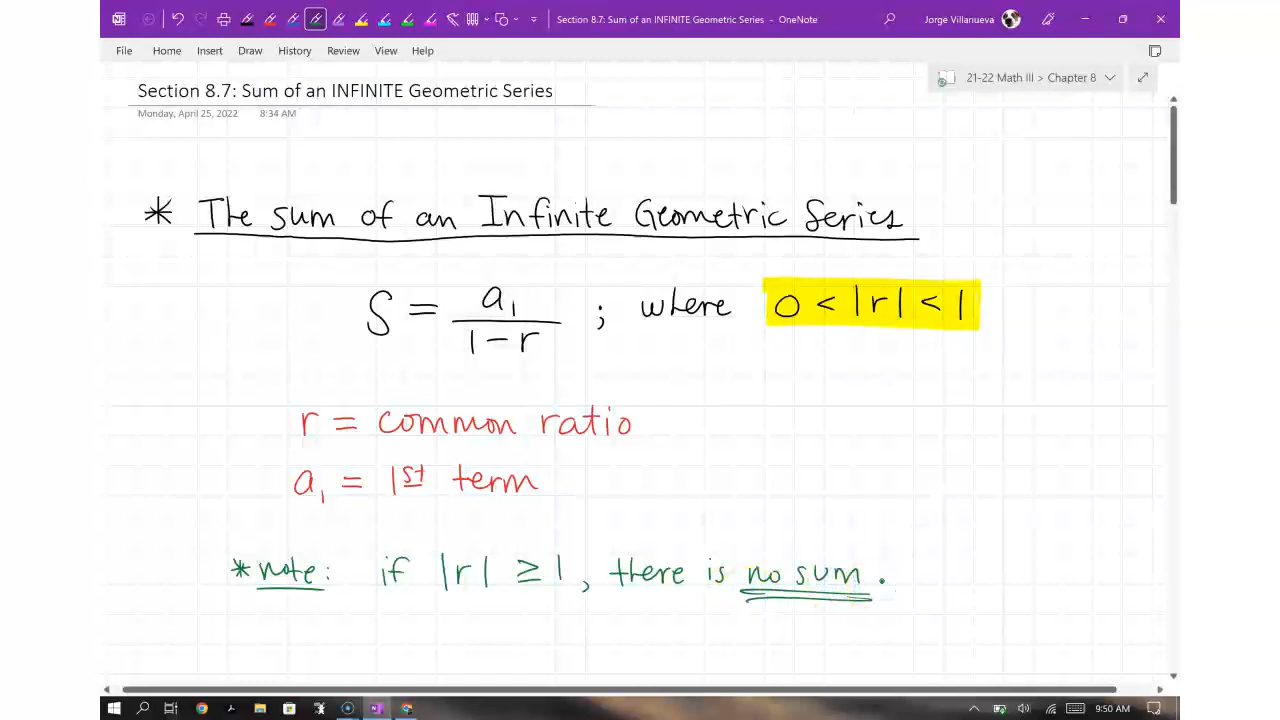 Section 8.7: Sum of an INFINITE Geometric Series - OneNote
Jorge Villanueva
File Home Insert Draw History Review View Help
21-22 Math III > Chapter 8
Section 8.7: Sum of an INFINITE Geometric Series
Monday, April 25, 2022 8:34 AM
* The sum of an Infinite Geometric Series
S = a₁ / (1 - r) ; where 0 < |r| < 1
r = common ratio
a₁ = 1st term
*note: if |r| ≥ 1, there is no sum.
9:50 AM